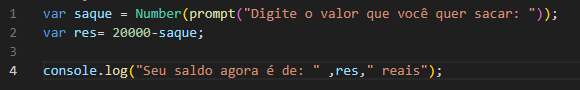 1 var saque = Number(prompt("Digite o valor que você quer sacar: "));
2 var res= 20000-saque;
3
4 console.log("Seu saldo agora é de: " ,res," reais");